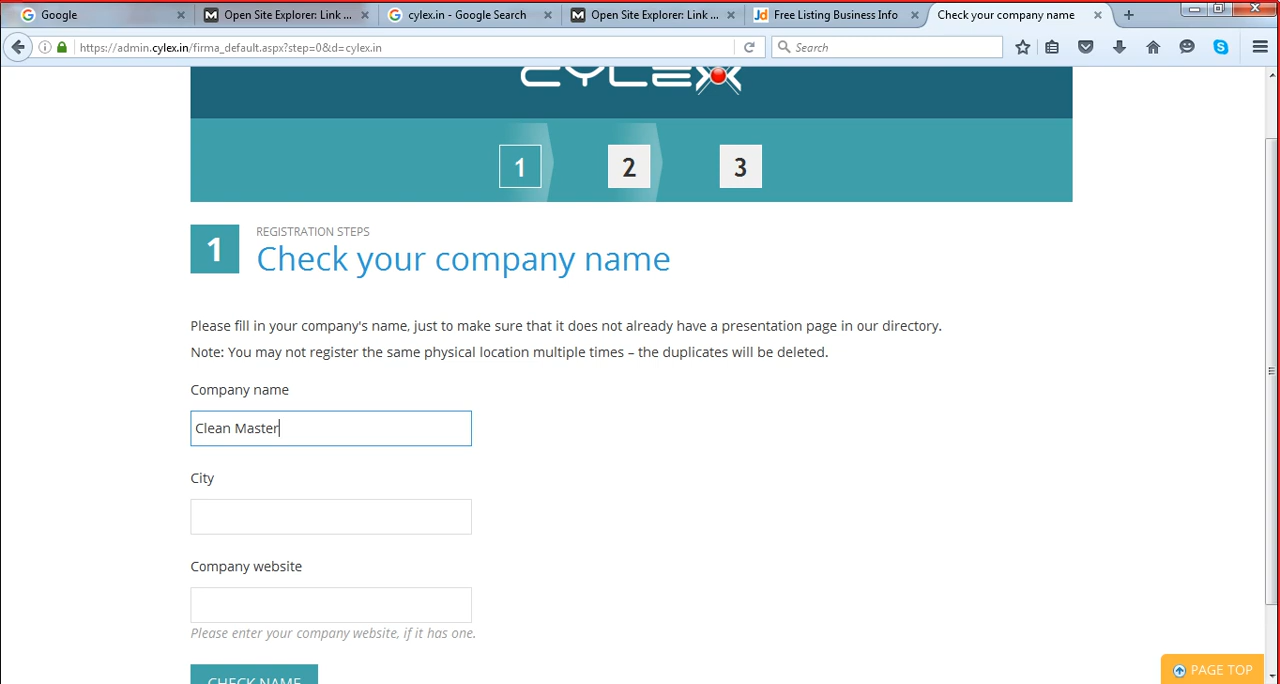 Google
Open Site Explorer: Link ...
cylex.in - Google Search
Open Site Explorer: Link ...
Free Listing Business Info
Check your company name
https://admin.cylex.in/firma_default.aspx?step=0&d=cylex.in
Search
CYLEX
1 2 3
1
REGISTRATION STEPS
Check your company name
Please fill in your company's name, just to make sure that it does not already have a presentation page in our directory.
Note: You may not register the same physical location multiple times – the duplicates will be deleted.
Company name
Clean Master
City
Company website
Please enter your company website, if it has one.
CHECK NAME
PAGE TOP